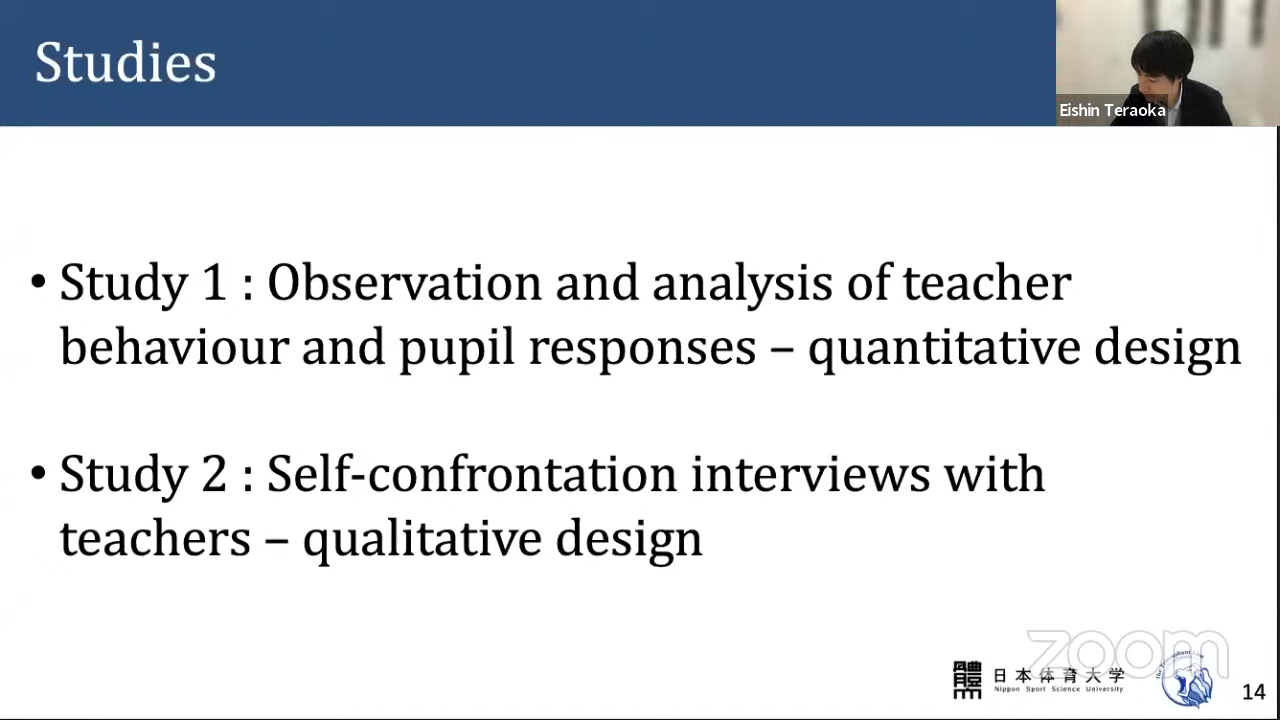 Studies
Eishin Teraoka
• Study 1 : Observation and analysis of teacher
behaviour and pupil responses – quantitative design
• Study 2 : Self-confrontation interviews with
teachers – qualitative design
zoom
日本体育大学
Nippon Sport Science University
14